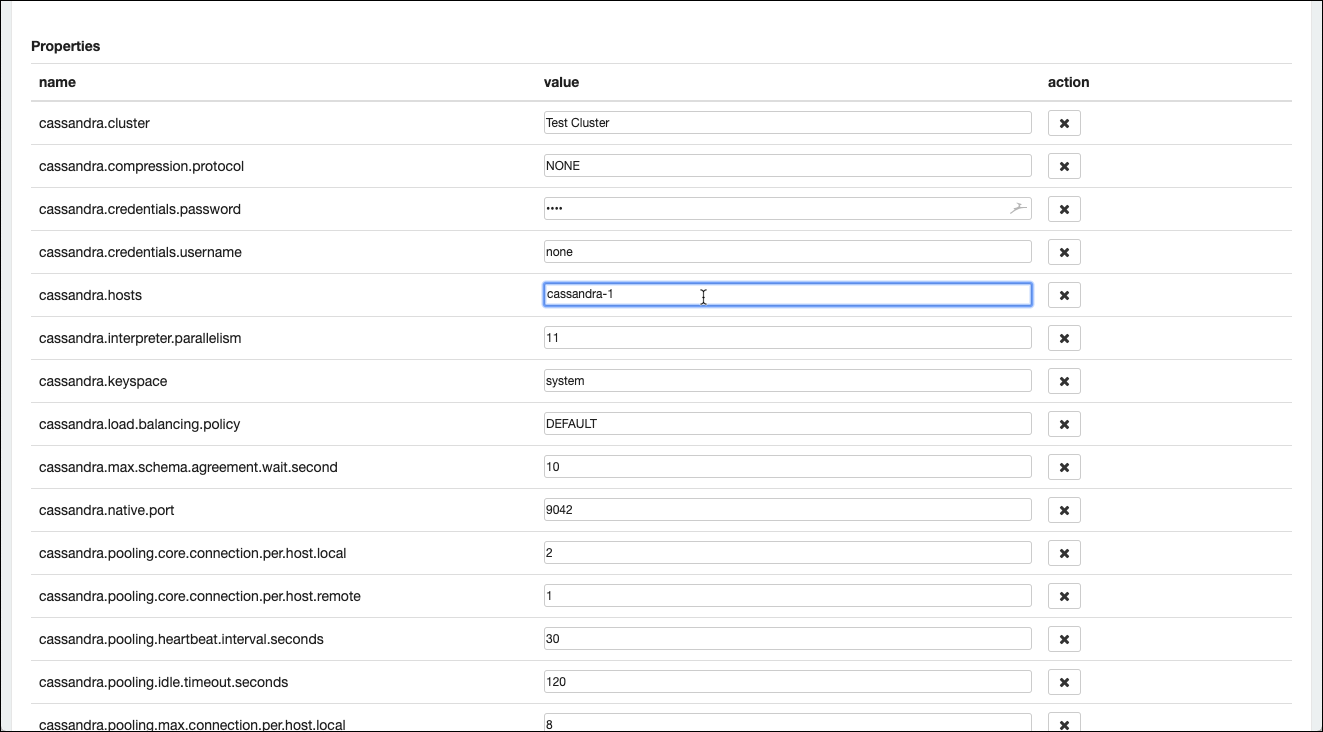 Properties
name value action
cassandra.cluster Test Cluster ✖
cassandra.compression.protocol NONE ✖
cassandra.credentials.password •••• ✖
cassandra.credentials.username none ✖
cassandra.hosts cassandra-1 ✖
cassandra.interpreter.parallelism 11 ✖
cassandra.keyspace system ✖
cassandra.load.balancing.policy DEFAULT ✖
cassandra.max.schema.agreement.wait.second 10 ✖
cassandra.native.port 9042 ✖
cassandra.pooling.core.connection.per.host.local 2 ✖
cassandra.pooling.core.connection.per.host.remote 1 ✖
cassandra.pooling.heartbeat.interval.seconds 30 ✖
cassandra.pooling.idle.timeout.seconds 120 ✖
cassandra.pooling.max.connection.per.host.local 8 ✖